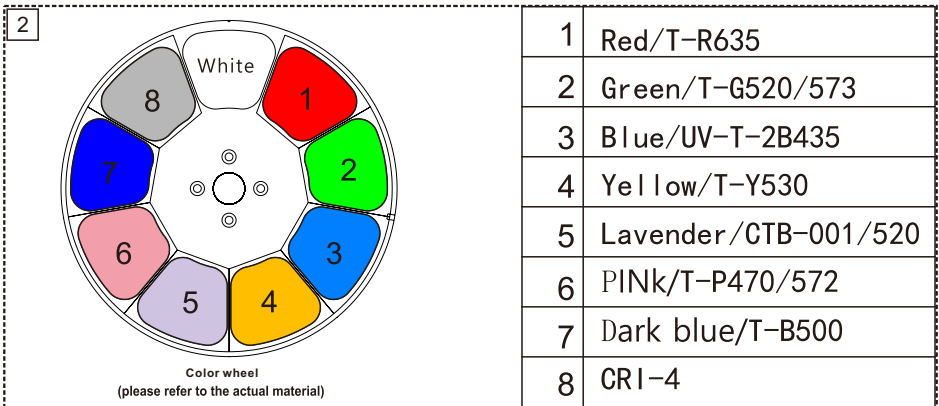 2
White
1
2
3
4
5
6
7
8
Color wheel
(please refer to the actual material)
1 Red/T-R635
2 Green/T-G520/573
3 Blue/UV-T-2B435
4 Yellow/T-Y530
5 Lavender/CTB-001/520
6 PINk/T-P470/572
7 Dark blue/T-B500
8 CRI-4